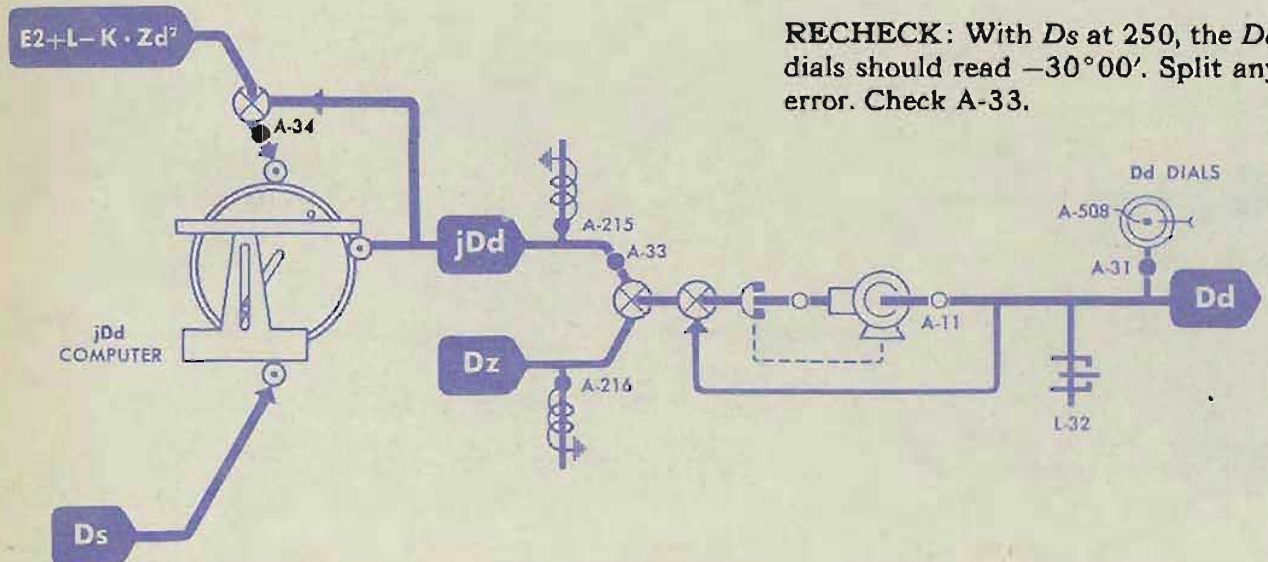 E2+L–K · Zd²
RECHECK: With Ds at 250, the
dials should read –30°00′. Split any
error. Check A-33.
A-34
A-215
jDd
A-33
Dd DIALS
A-508
A-31
Dd
A-11
jDd
COMPUTER
Dz
A-216
L-32
Ds